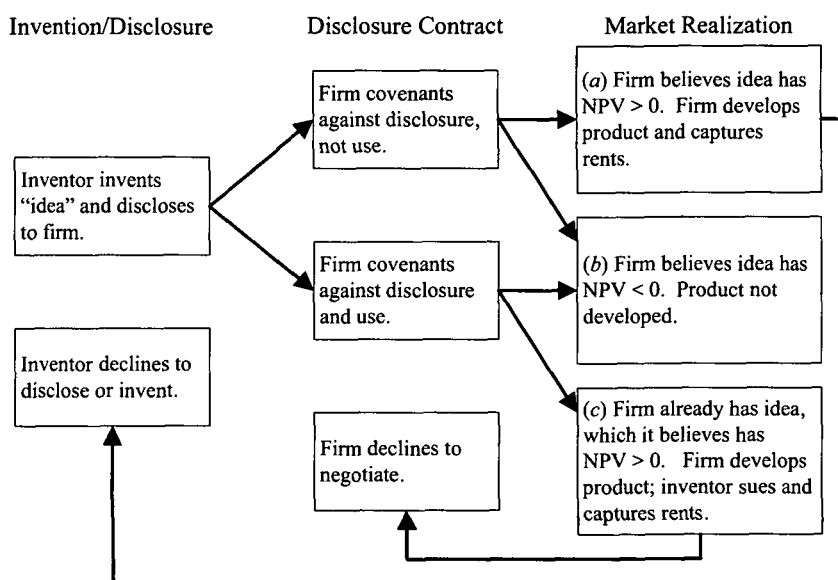 Invention/Disclosure
Disclosure Contract
Market Realization
Inventor invents
“idea” and discloses
to firm.
Inventor declines to
disclose or invent.
Firm covenants
against disclosure,
not use.
Firm covenants
against disclosure
and use.
Firm declines to
negotiate.
(a) Firm believes idea has
NPV > 0. Firm develops
product and captures
rents.
(b) Firm believes idea has
NPV < 0. Product not
developed.
(c) Firm already has idea,
which it believes has
NPV > 0. Firm develops
product; inventor sues and
captures rents.